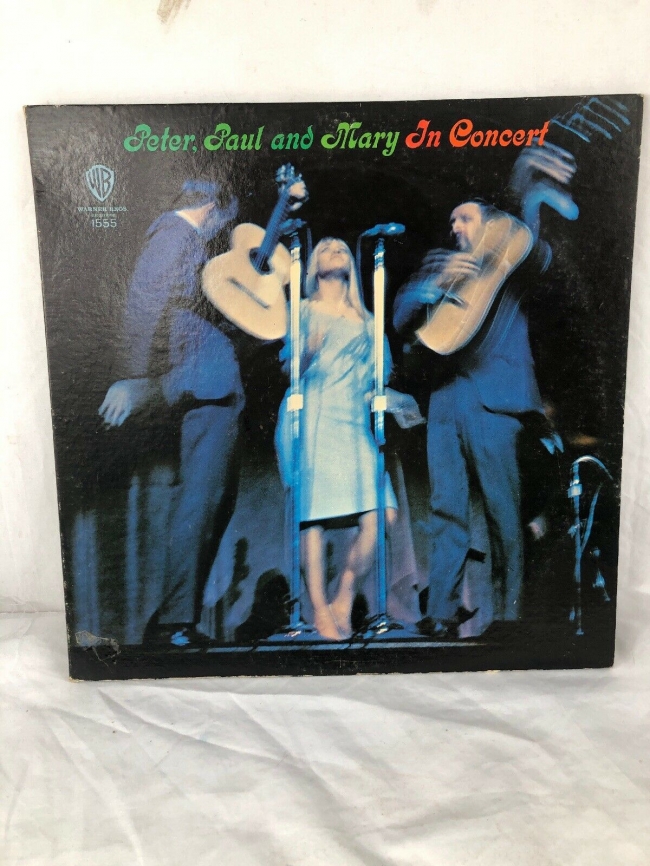 Peter, Paul and Mary In Concert
WB
WARNER BROS.
1555